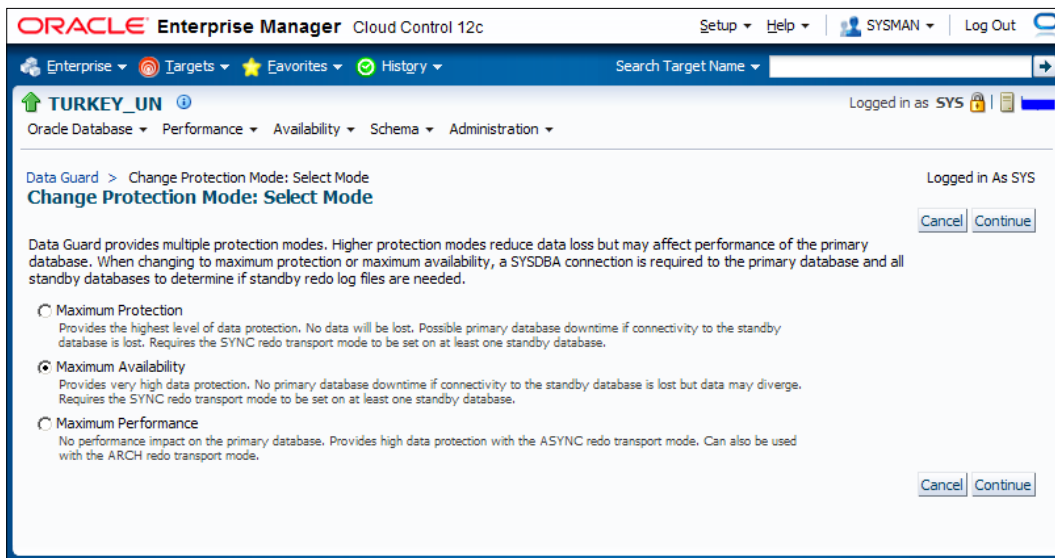 ORACLE Enterprise Manager Cloud Control 12c
Setup Help SYSMAN Log Out
Enterprise Targets Favorites History Search Target Name
TURKEY_UN
Logged in as SYS
Oracle Database Performance Availability Schema Administration
Data Guard > Change Protection Mode: Select Mode
Logged in As SYS
Change Protection Mode: Select Mode
Cancel Continue
Data Guard provides multiple protection modes. Higher protection modes reduce data loss but may affect performance of the primary
database. When changing to maximum protection or maximum availability, a SYSDBA connection is required to the primary database and all
standby databases to determine if standby redo log files are needed.
Maximum Protection
Provides the highest level of data protection. No data will be lost. Possible primary database downtime if connectivity to the standby
database is lost. Requires the SYNC redo transport mode to be set on at least one standby database.
Maximum Availability
Provides very high data protection. No primary database downtime if connectivity to the standby database is lost but data may diverge.
Requires the SYNC redo transport mode to be set on at least one standby database.
Maximum Performance
No performance impact on the primary database. Provides high data protection with the ASYNC redo transport mode. Can also be used
with the ARCH redo transport mode.
Cancel Continue